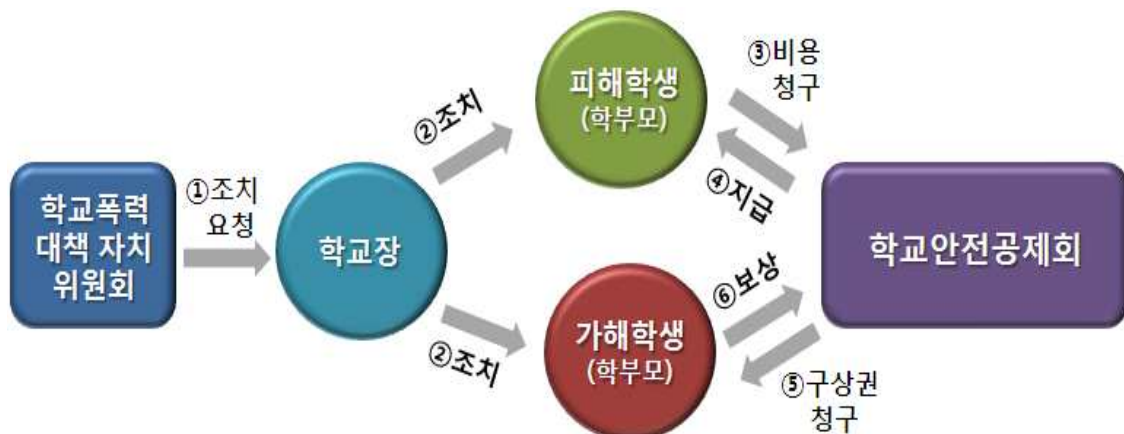 학교폭력
대책 자치
위원회
①조치
요청
학교장
②조치
②조치
피해학생
(학부모)
가해학생
(학부모)
③비용
청구
④지급
⑥보상
⑤구상권
청구
학교안전공제회